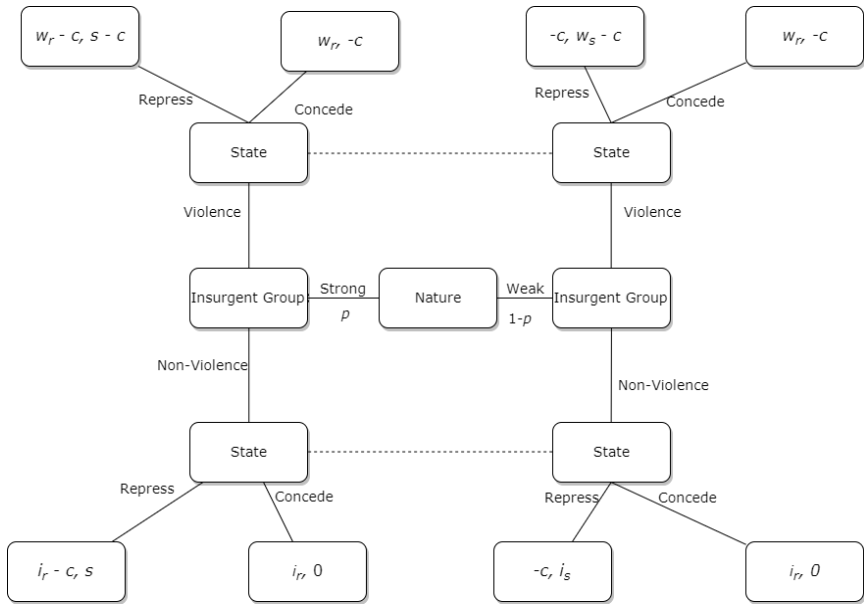 w_r - c, s - c
w_r, -c
-c, w_s - c
w_r, -c
Repress
Concede
Repress
Concede
State
State
Violence
Violence
Insurgent Group
Strong
p
Nature
Weak
1-p
Insurgent Group
Non-Violence
Non-Violence
State
State
Repress
Concede
Repress
Concede
i_r - c, s
i_r, 0
-c, i_s
i_r, 0